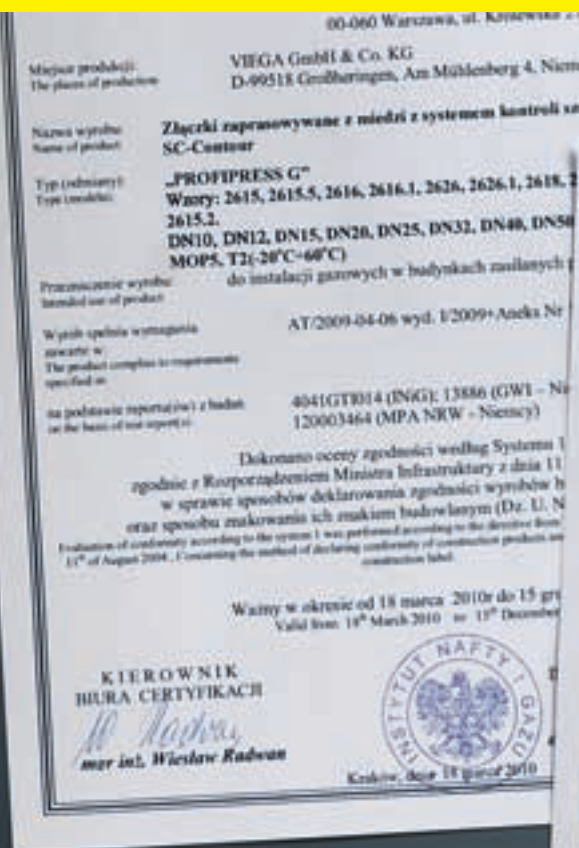 00-060 Warszawa, ul. Królewska 2
Miejsce produkcji:
The places of production
VIEGA GmbH & Co. KG
D-99518 Großheringen, Am Mühlenberg 4, Niem
Nazwa wyrobu:
Name of product:
Złączki zaprasowywane z miedzi z systemem kontroli
SC-Contour
Typ (odmiany):
Type (models):
„PROFIPRESS G"
Wzory: 2615, 2615.5, 2616, 2616.1, 2626, 2626.1, 2618, 2
2615.2.
DN10, DN12, DN15, DN20, DN25, DN32, DN40, DN50
MOP5, T2(-20°C÷60°C)
Przeznaczenie wyrobu:
Intended use of product:
do instalacji gazowych w budynkach zasilanych
Wyrób spełnia wymagania
zawarte w:
The product complies to requirements
specified in:
AT/2009-04-06 wyd. 1/2009+Aneks Nr
na podstawie raportu(ów) z badań
on the basis of test report(s):
4041GTI014 (INiG); 13886 (GWI – Ni
120003464 (MPA NRW - Niemcy)
Dokonano oceny zgodności według Systemu 1
zgodnie z Rozporządzeniem Ministra Infrastruktury z dnia 11
w sprawie sposobów deklarowania zgodności wyrobów b
oraz sposobu znakowania ich znakiem budowlanym (Dz. U. N
Evaluation of conformity according to the system 1 was performed according to the directive from
11th of August 2004, Concerning the method of declaring conformity of construction products and
construction label.
Ważny w okresie od 18 marca 2010r do 15 gru
Valid from: 18th March 2010 to 15th December
KIEROWNIK
BIURA CERTYFIKACJI
mgr inż. Wiesław Radwan
INSTYTUT NAFTY I GAZU
Kraków, dnia 18 marca 2010